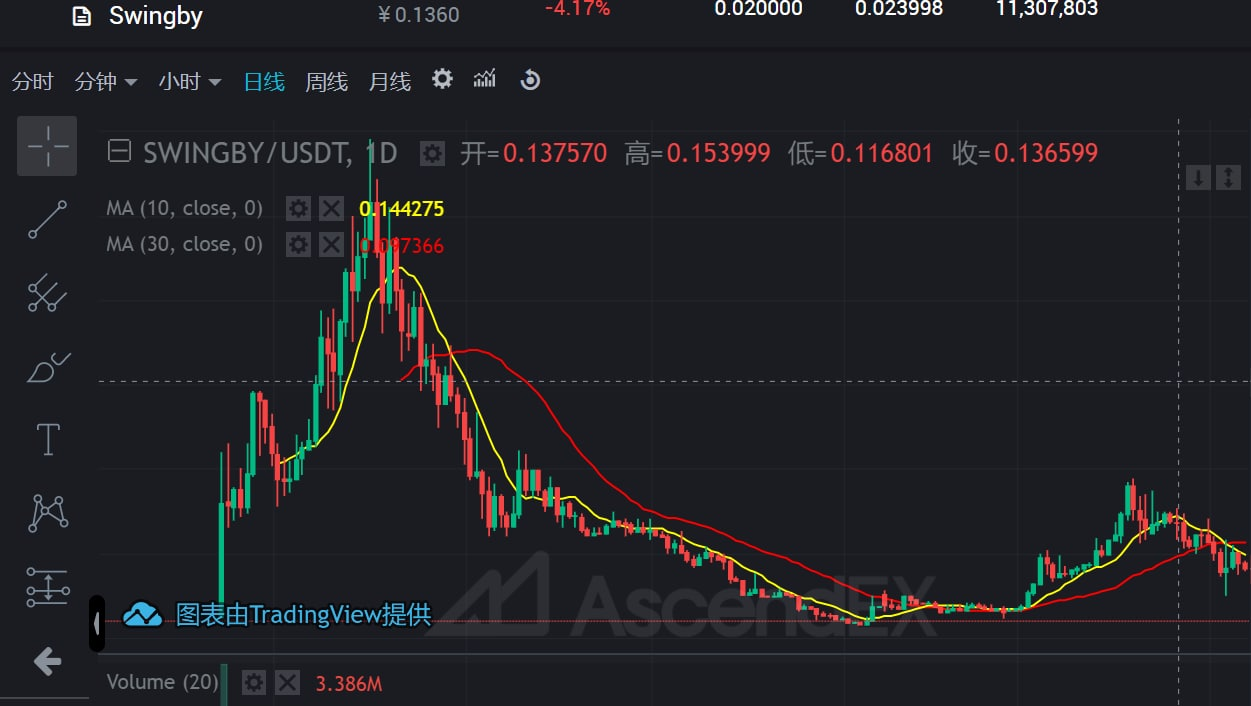 Swingby ¥0.1360 -4.17% 0.020000 0.023998 11,307,803
分时 分钟 小时 日线 周线 月线
SWINGBY/USDT, 1D 开=0.137570 高=0.153999 低=0.116801 收=0.136599
MA (10, close, 0) 0.144275
MA (30, close, 0) 0.097366
T
AscendEX
图表由TradingView提供
Volume (20) 3.386M